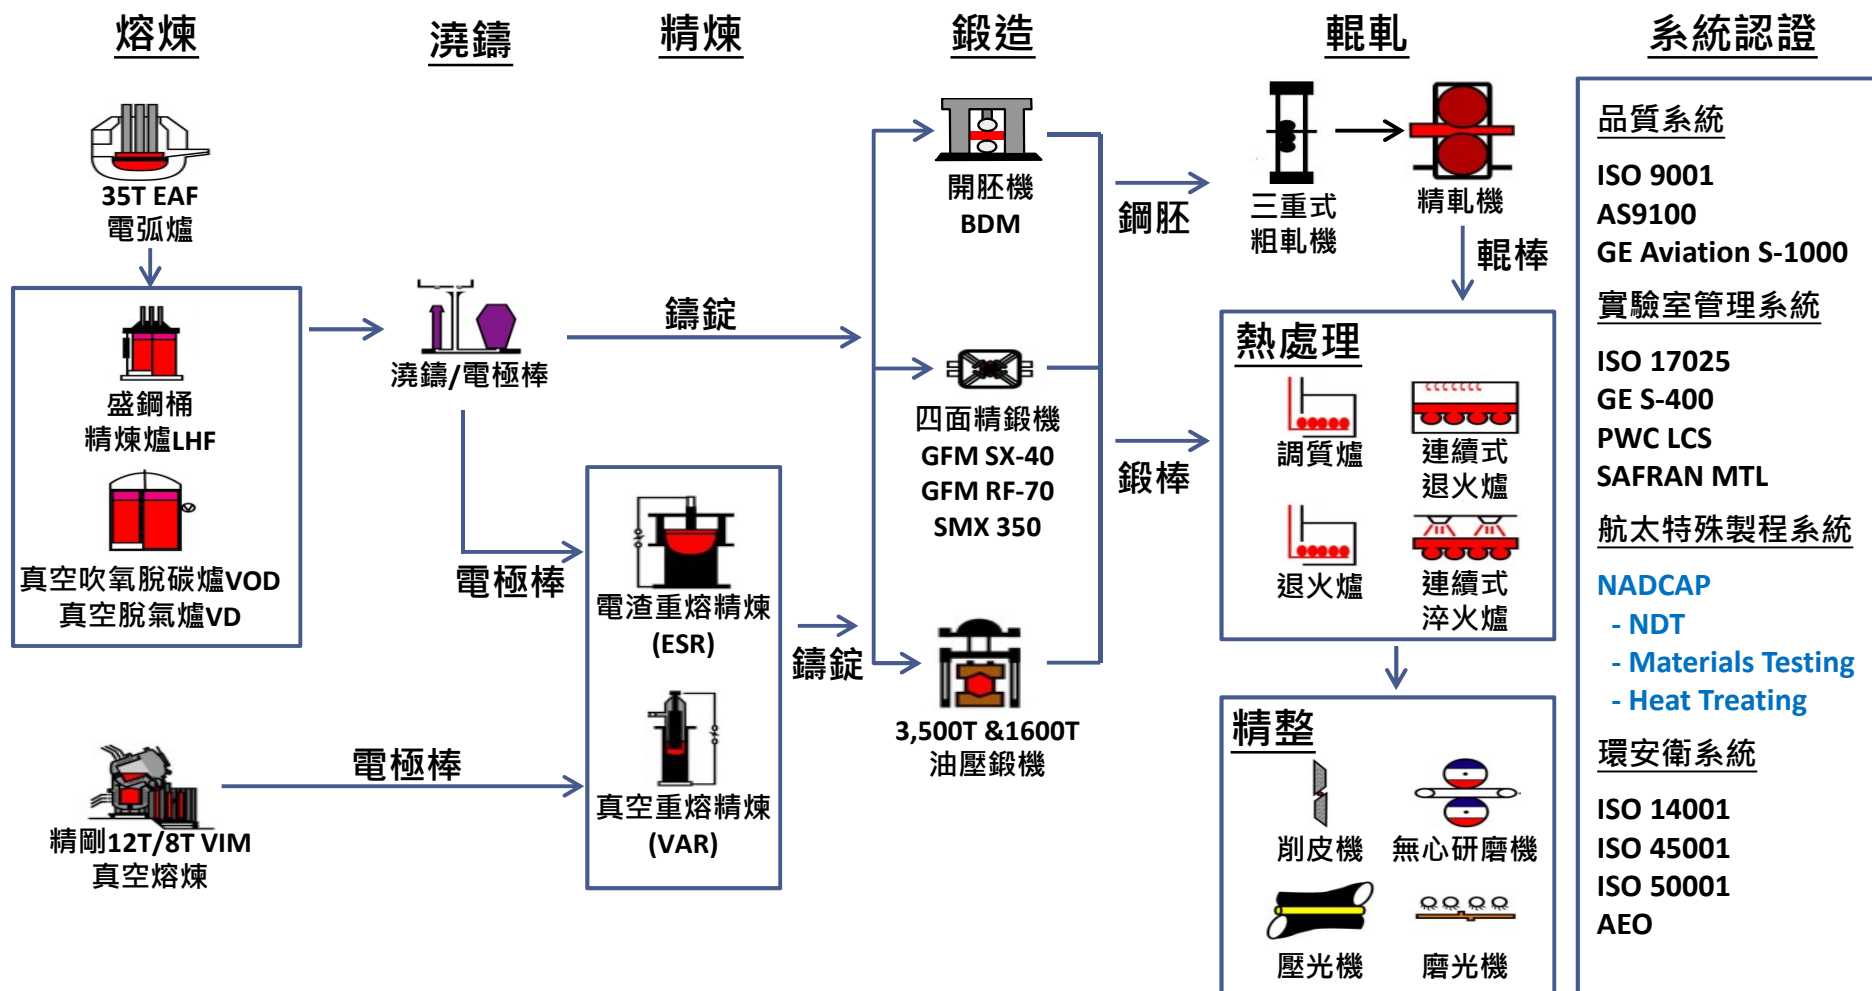 熔煉
澆鑄
精煉
鍛造
輥軋
系統認證
35T EAF
電弧爐
盛鋼桶
精煉爐LHF
真空吹氧脫碳爐VOD
真空脫氣爐VD
精剛12T/8T VIM
真空熔煉
澆鑄/電極棒
鑄錠
電極棒
電極棒
電渣重熔精煉
(ESR)
真空重熔精煉
(VAR)
鑄錠
開胚機
BDM
四面精鍛機
GFM SX-40
GFM RF-70
SMX 350
3,500T &1600T
油壓鍛機
鋼胚
鍛棒
三重式
粗軋機
精軋機
輥棒
熱處理
調質爐
連續式
退火爐
退火爐
連續式
淬火爐
精整
削皮機
無心研磨機
壓光機
磨光機
品質系統
ISO 9001
AS9100
GE Aviation S-1000
實驗室管理系統
ISO 17025
GE S-400
PWC LCS
SAFRAN MTL
航太特殊製程系統
NADCAP
- NDT
- Materials Testing
- Heat Treating
環安衛系統
ISO 14001
ISO 45001
ISO 50001
AEO